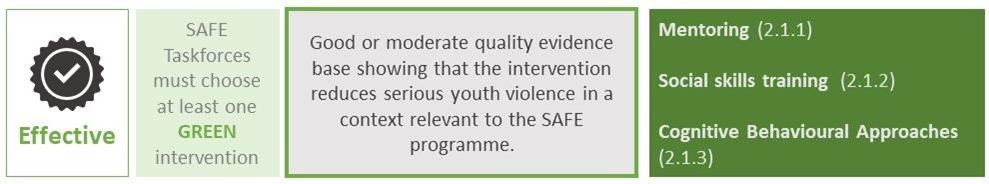 Effective
SAFE
Taskforces
must choose
at least one
GREEN
intervention
Good or moderate quality evidence
base showing that the intervention
reduces serious youth violence in a
context relevant to the SAFE
programme.
Mentoring (2.1.1)
Social skills training (2.1.2)
Cognitive Behavioural Approaches
(2.1.3)